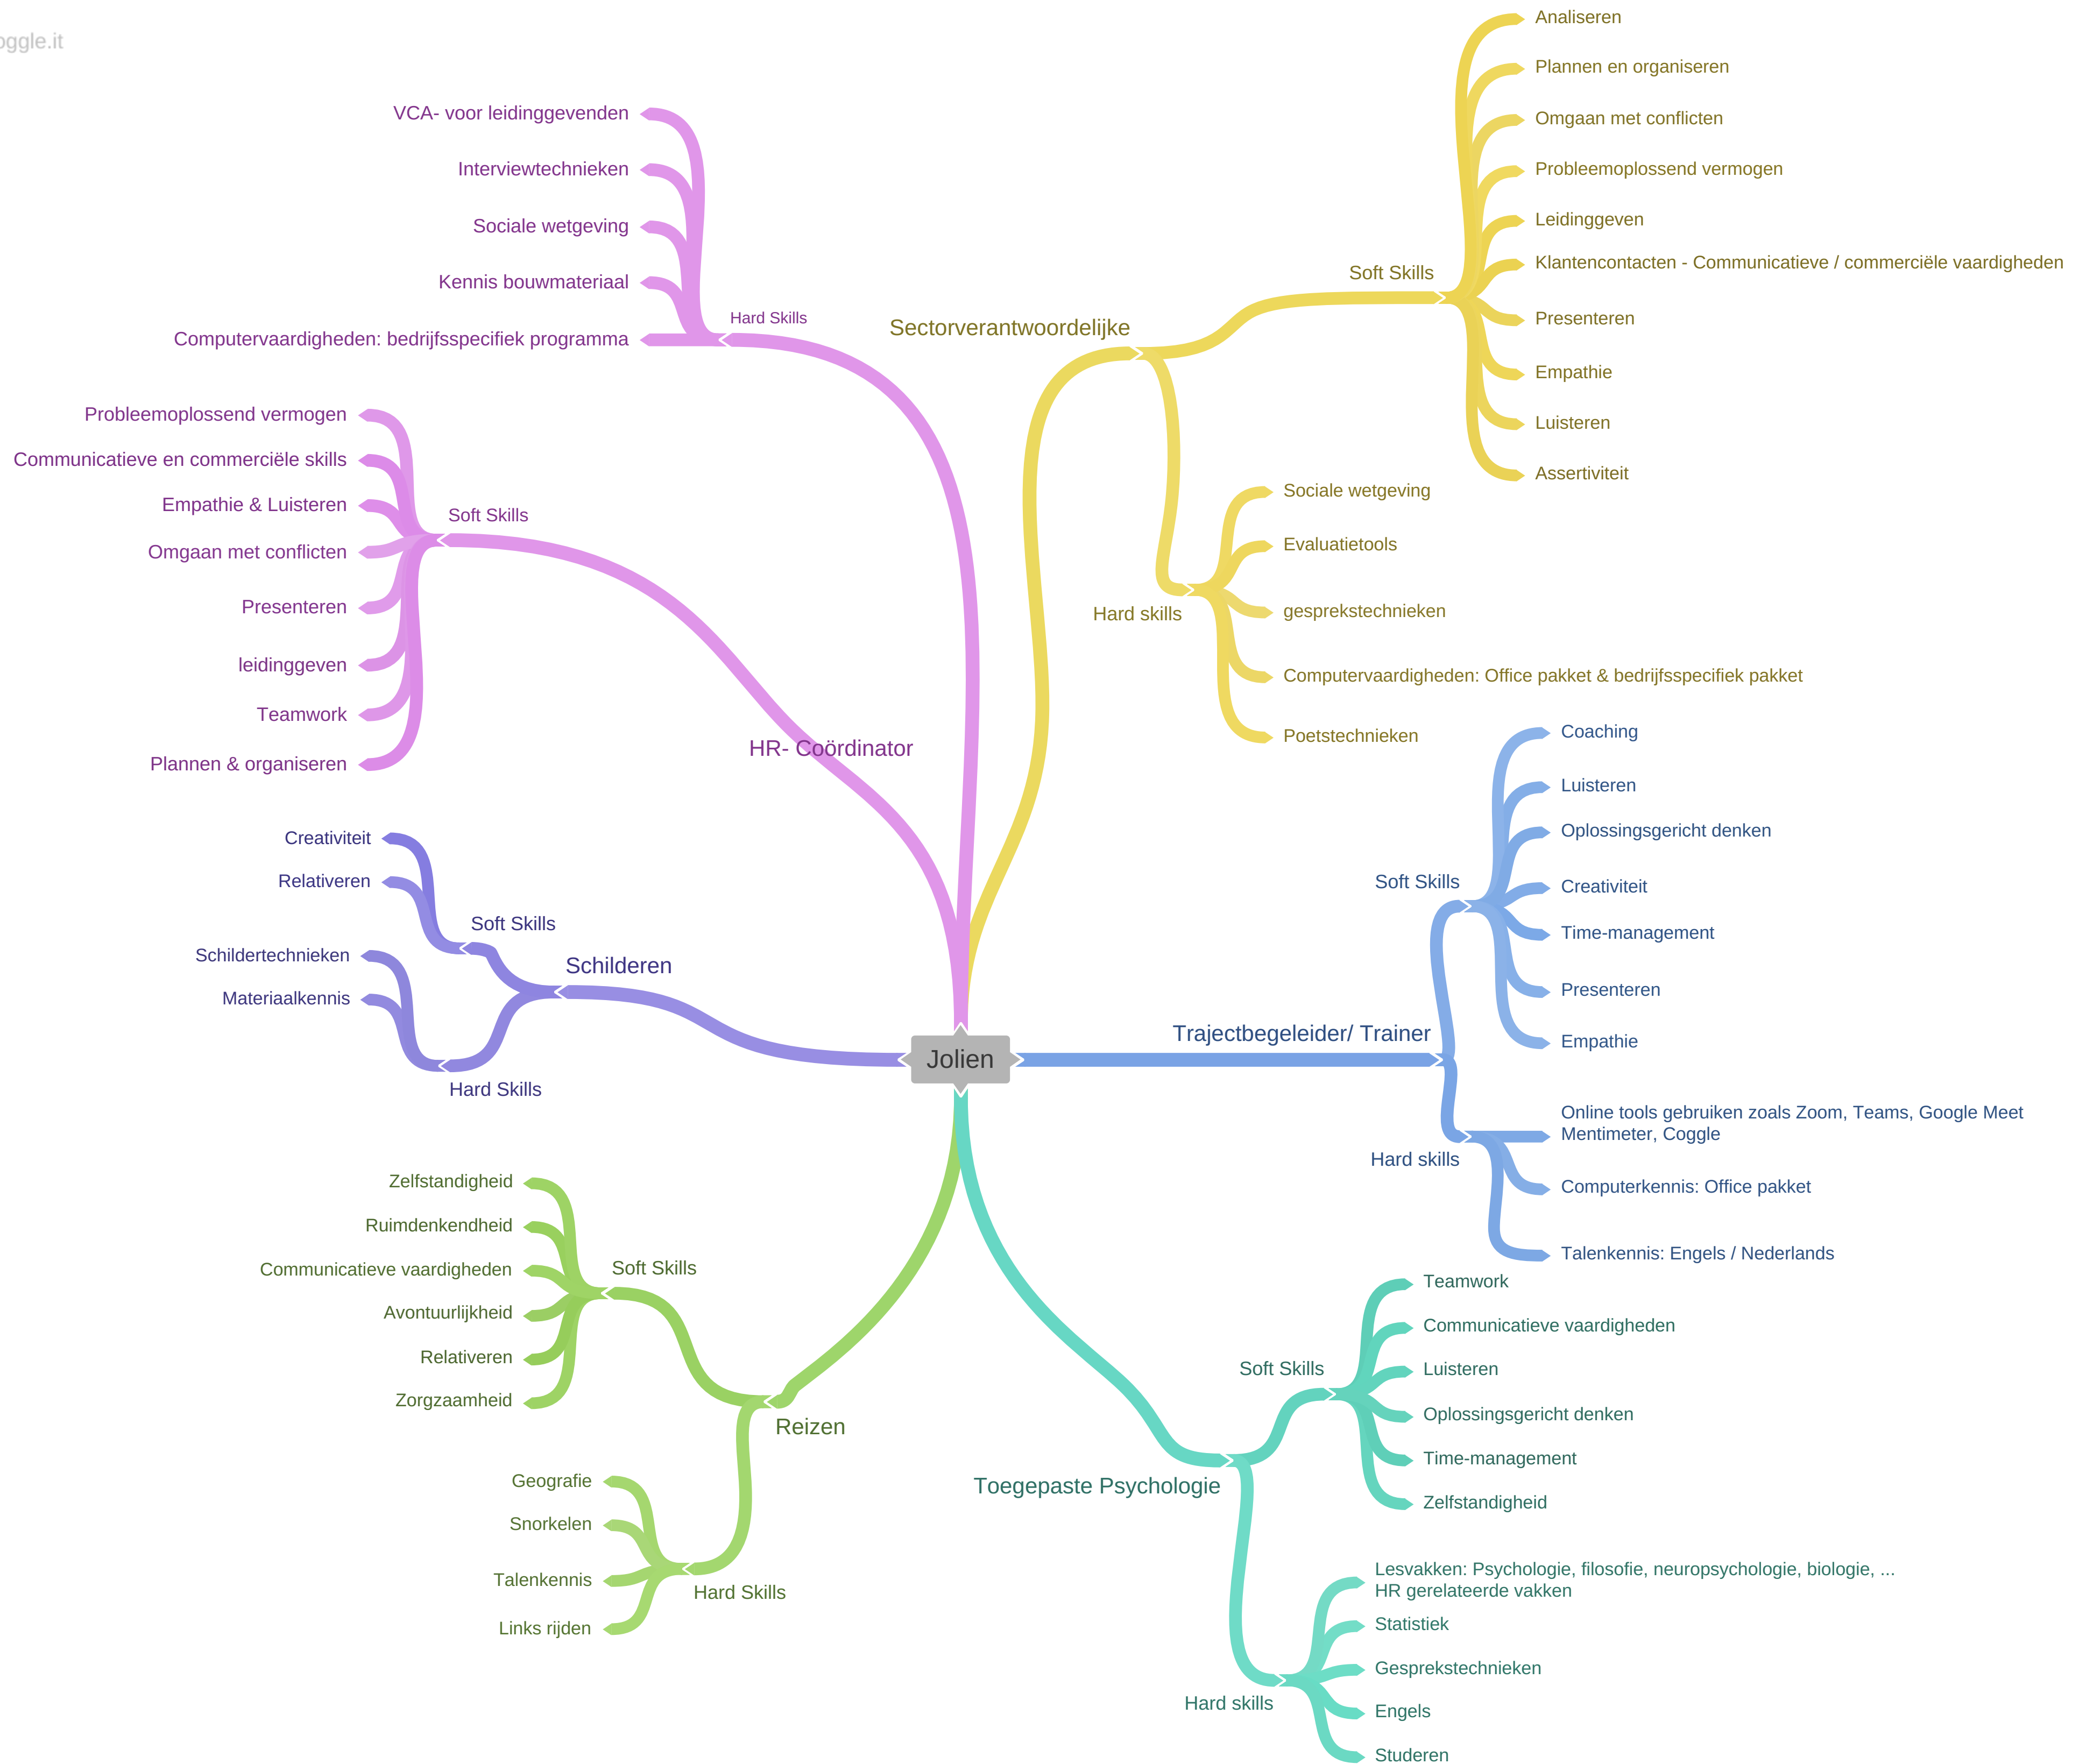 oggle.it
Jolien
HR- Coördinator
Hard Skills
VCA- voor leidinggevenden
Interviewtechnieken
Sociale wetgeving
Kennis bouwmateriaal
Computervaardigheden: bedrijfsspecifiek programma
Soft Skills
Probleemoplossend vermogen
Communicatieve en commerciële skills
Empathie & Luisteren
Omgaan met conflicten
Presenteren
leidinggeven
Teamwork
Plannen & organiseren
Schilderen
Soft Skills
Creativiteit
Relativeren
Hard Skills
Schildertechnieken
Materiaalkennis
Reizen
Soft Skills
Zelfstandigheid
Ruimdenkendheid
Communicatieve vaardigheden
Avontuurlijkheid
Relativeren
Zorgzaamheid
Hard Skills
Geografie
Snorkelen
Talenkennis
Links rijden
Sectorverantwoordelijke
Soft Skills
Analiseren
Plannen en organiseren
Omgaan met conflicten
Probleemoplossend vermogen
Leidinggeven
Klantencontacten - Communicatieve / commerciële vaardigheden
Presenteren
Empathie
Luisteren
Assertiviteit
Hard skills
Sociale wetgeving
Evaluatietools
gesprekstechnieken
Computervaardigheden: Office pakket & bedrijfsspecifiek pakket
Poetstechnieken
Trajectbegeleider/ Trainer
Soft Skills
Coaching
Luisteren
Oplossingsgericht denken
Creativiteit
Time-management
Presenteren
Empathie
Hard skills
Online tools gebruiken zoals Zoom, Teams, Google Meet
Mentimeter, Coggle
Computerkennis: Office pakket
Talenkennis: Engels / Nederlands
Toegepaste Psychologie
Soft Skills
Teamwork
Communicatieve vaardigheden
Luisteren
Oplossingsgericht denken
Time-management
Zelfstandigheid
Hard skills
Lesvakken: Psychologie, filosofie, neuropsychologie, biologie, ...
HR gerelateerde vakken
Statistiek
Gesprekstechnieken
Engels
Studeren